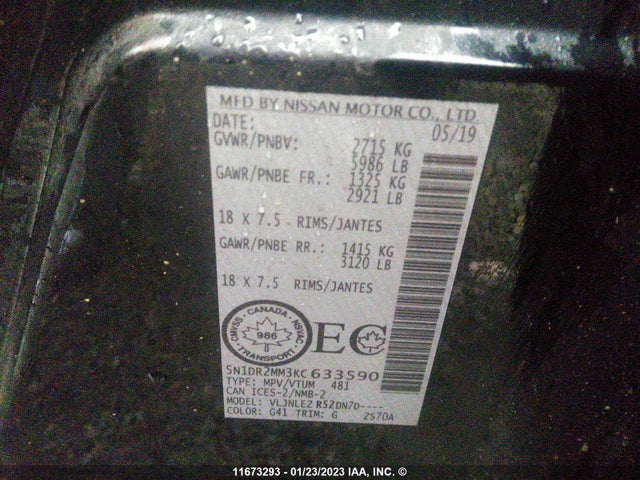 MFD BY NISSAN MOTOR CO., LTD.
DATE: 05/19
GVWR/PNBV: 2715 KG
5986 LB
GAWR/PNBE FR.: 1325 KG
2921 LB
18 X 7.5 RIMS/JANTES
GAWR/PNBE RR.: 1415 KG
3120 LB
18 X 7.5 RIMS/JANTES
CMVSS · CANADA · NSVAC
986
TRANSPORT
EC
5N1DR2MM3KC633590
TYPE: MPV/VTUM 481
CAN ICES-2/NMB-2
MODEL: VLJNLEZ R52DN7D----
COLOR: G41 TRIM: G 2S70A
11673293 - 01/23/2023 IAA, INC. ©